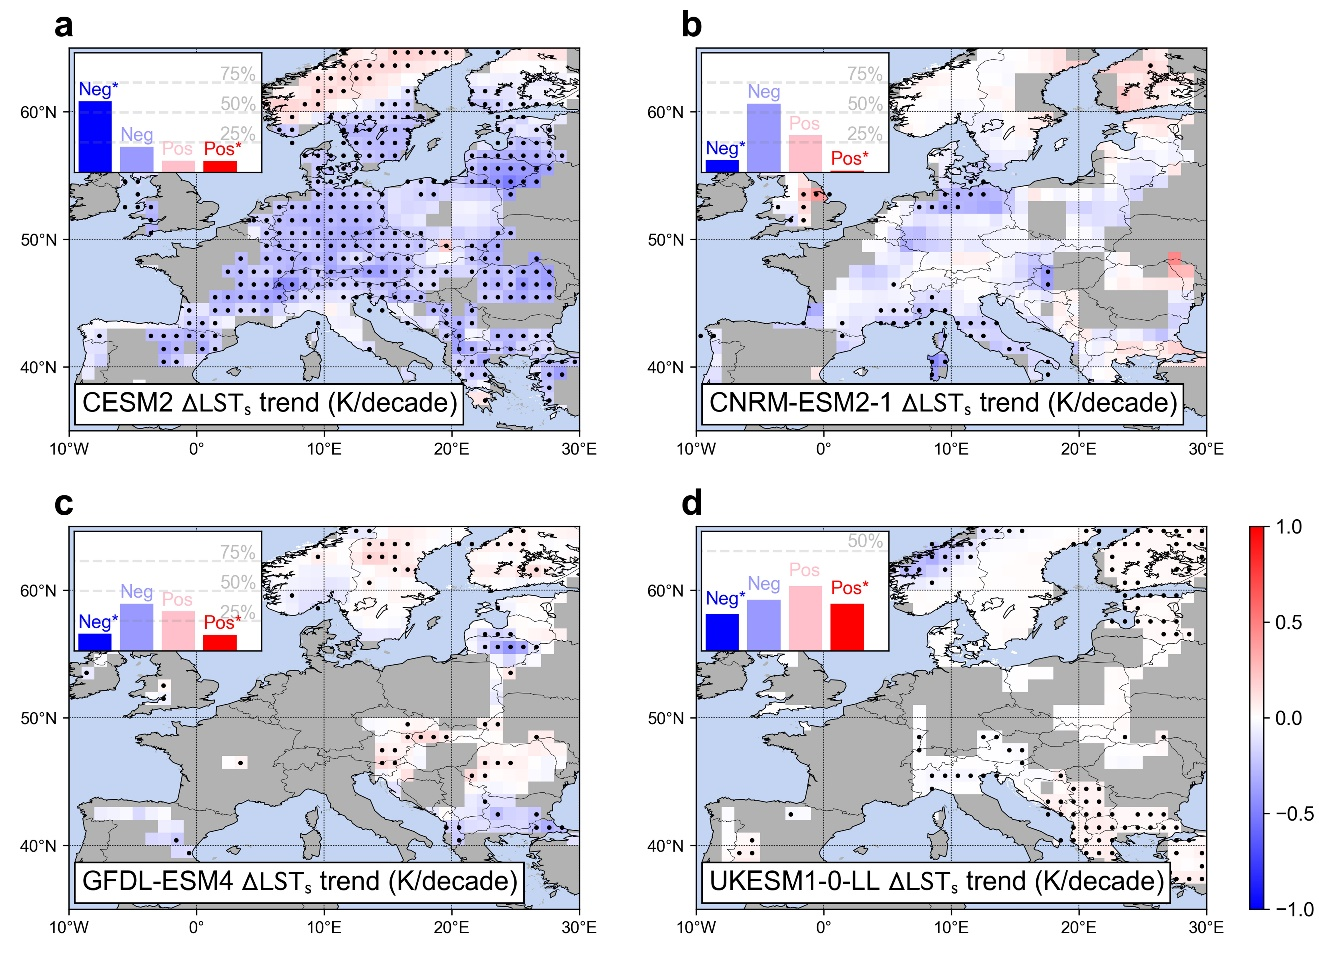 a
b
75%
50%
25%
Neg*
Neg
Pos
Pos*
75%
50%
25%
Neg*
Neg
Pos
Pos*
60°N
50°N
40°N
60°N
50°N
40°N
CESM2 ΔLSTₛ trend (K/decade)
CNRM-ESM2-1 ΔLSTₛ trend (K/decade)
10°W
0°
10°E
20°E
30°E
10°W
0°
10°E
20°E
30°E
c
d
75%
50%
25%
Neg*
Neg
Pos
Pos*
50%
Neg*
Neg
Pos
Pos*
60°N
50°N
40°N
60°N
50°N
40°N
GFDL-ESM4 ΔLSTₛ trend (K/decade)
UKESM1-0-LL ΔLSTₛ trend (K/decade)
10°W
0°
10°E
20°E
30°E
10°W
0°
10°E
20°E
30°E
1.0
0.5
0.0
−0.5
−1.0